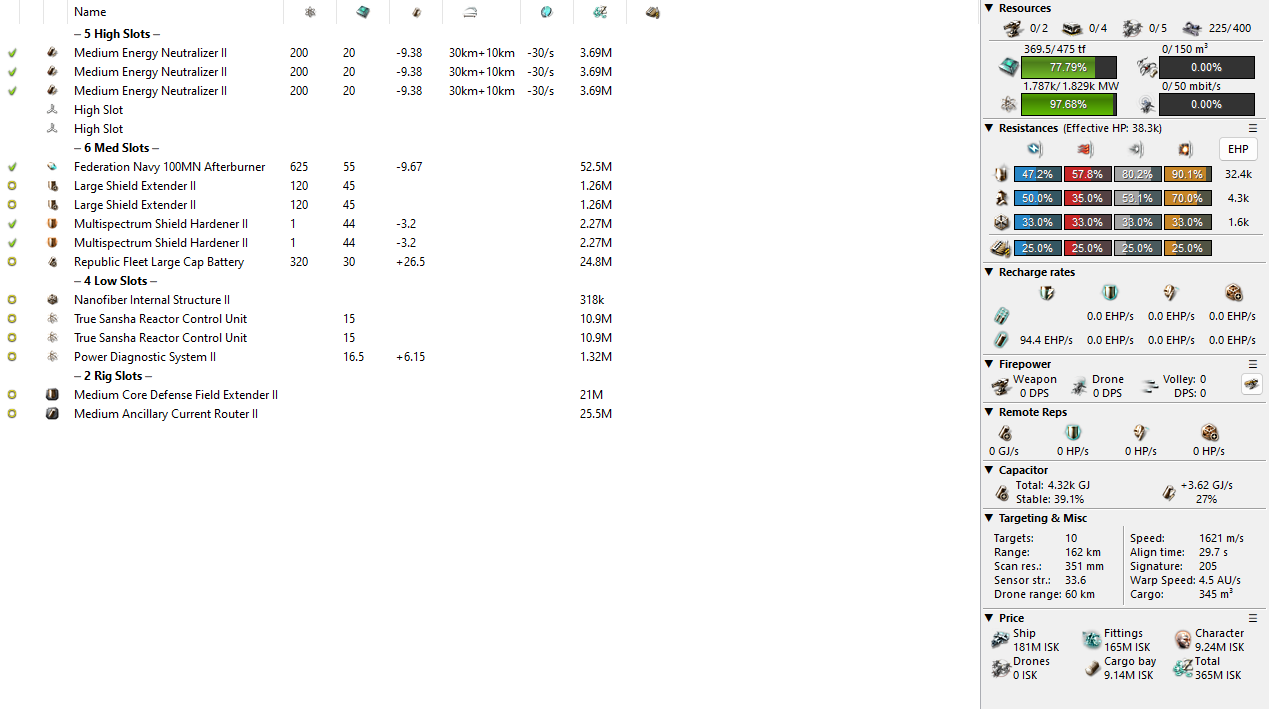 Name
– 5 High Slots –
Medium Energy Neutralizer II 200 20 -9.38 30km+10km -30/s 3.69M
Medium Energy Neutralizer II 200 20 -9.38 30km+10km -30/s 3.69M
Medium Energy Neutralizer II 200 20 -9.38 30km+10km -30/s 3.69M
High Slot
High Slot
– 6 Med Slots –
Federation Navy 100MN Afterburner 625 55 -9.67 52.5M
Large Shield Extender II 120 45 1.26M
Large Shield Extender II 120 45 1.26M
Multispectrum Shield Hardener II 1 44 -3.2 2.27M
Multispectrum Shield Hardener II 1 44 -3.2 2.27M
Republic Fleet Large Cap Battery 320 30 +26.5 24.8M
– 4 Low Slots –
Nanofiber Internal Structure II 318k
True Sansha Reactor Control Unit 15 10.9M
True Sansha Reactor Control Unit 15 10.9M
Power Diagnostic System II 16.5 +6.15 1.32M
– 2 Rig Slots –
Medium Core Defense Field Extender II 21M
Medium Ancillary Current Router II 25.5M
Resources
0/2 0/4 0/5 225/400
369.5/475 tf 0/150 m³
77.79% 0.00%
1.787k/1.829k MW 0/50 mbit/s
97.68% 0.00%
Resistances (Effective HP: 38.3k)
EHP
47.2% 57.8% 80.2% 90.1% 32.4k
50.0% 35.0% 53.1% 70.0% 4.3k
33.0% 33.0% 33.0% 33.0% 1.6k
25.0% 25.0% 25.0% 25.0%
Recharge rates
0.0 EHP/s 0.0 EHP/s 0.0 EHP/s
94.4 EHP/s 0.0 EHP/s 0.0 EHP/s 0.0 EHP/s
Firepower
Weapon Drone Volley: 0
0 DPS 0 DPS DPS: 0
Remote Reps
0 GJ/s 0 HP/s 0 HP/s 0 HP/s
Capacitor
Total: 4.32k GJ +3.62 GJ/s
Stable: 39.1% 27%
Targeting & Misc
Targets: 10 Speed: 1621 m/s
Range: 162 km Align time: 29.7 s
Scan res.: 351 mm Signature: 205
Sensor str.: 33.6 Warp Speed: 4.5 AU/s
Drone range: 60 km Cargo: 345 m³
Price
Ship Fittings Character
181M ISK 165M ISK 9.24M ISK
Drones Cargo bay Total
0 ISK 9.14M ISK 365M ISK